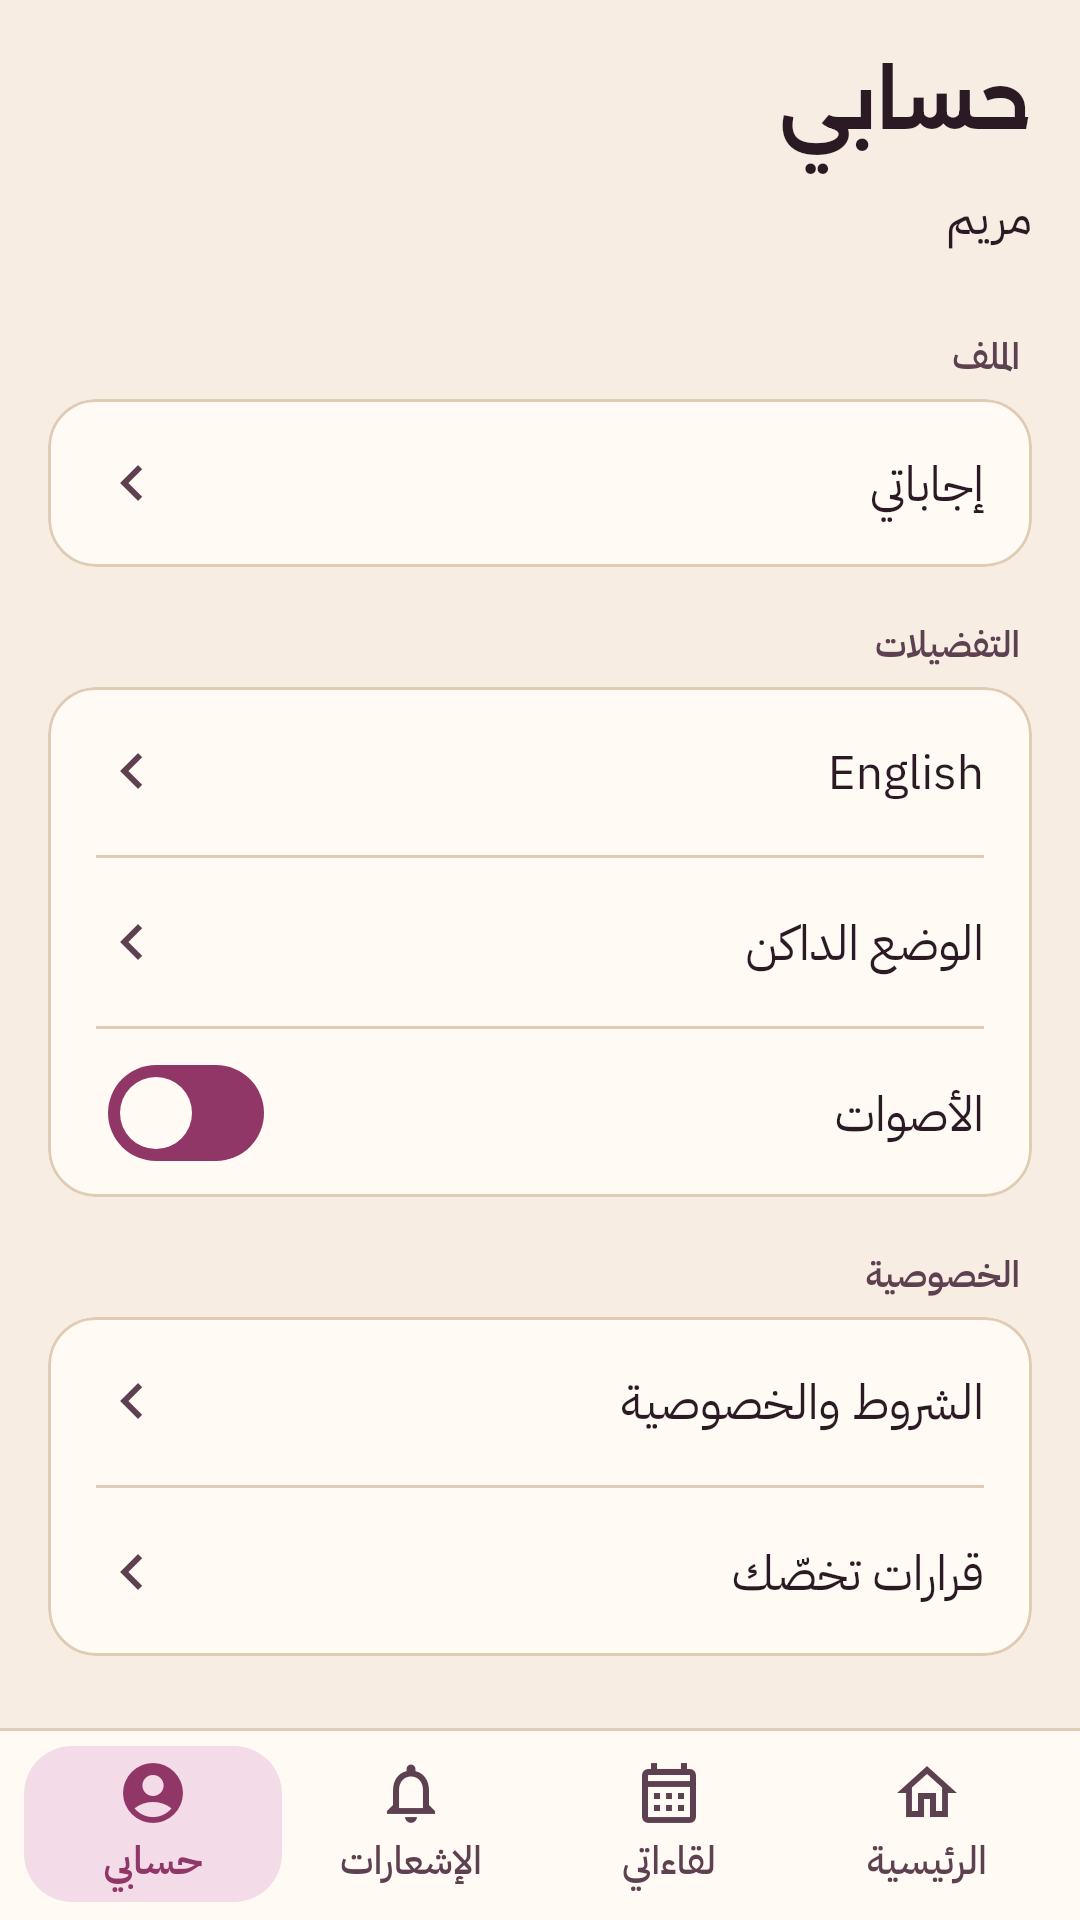 حسابي
مريم
الملف
إجاباتي
التفضيلات
English
الوضع الداكن
الأصوات
الخصوصية
الشروط والخصوصية
قرارات تخصّك
الرئيسية
لقاءاتي
الإشعارات
حسابي